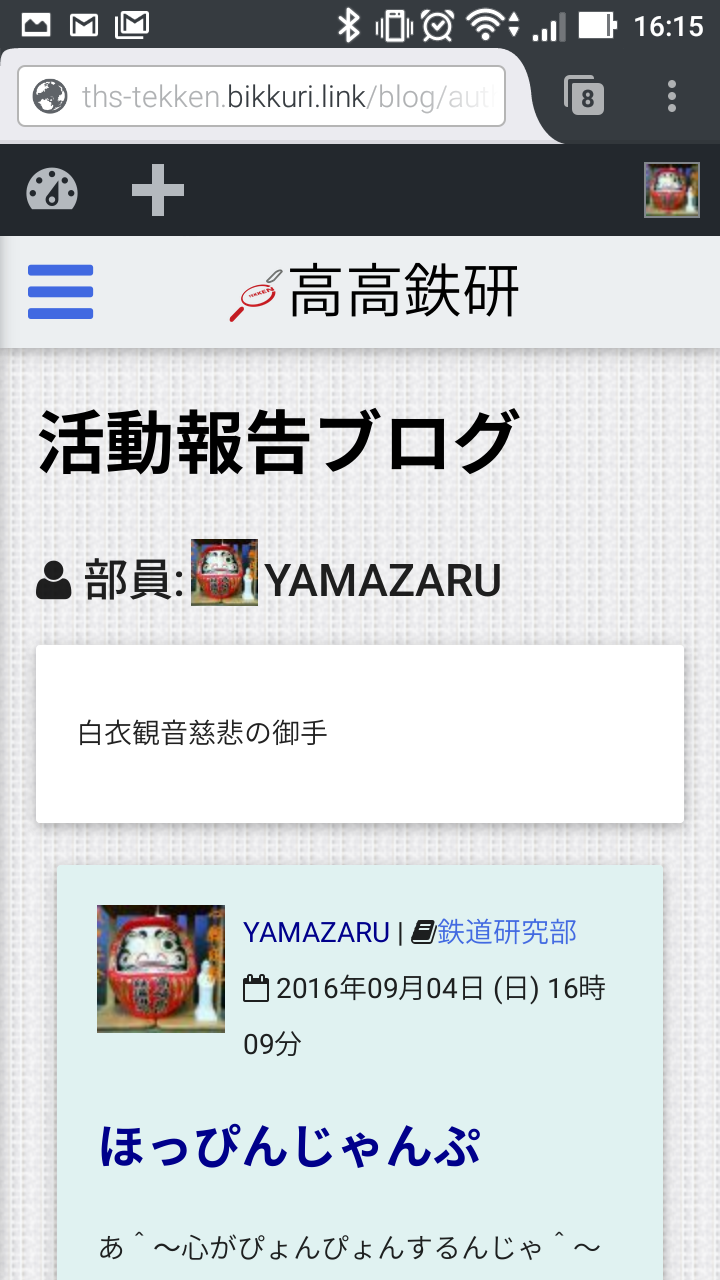 16:15
ths-tekken.bikkuri.link/blog/aut
8
高高鉄研
活動報告ブログ
部員: YAMAZARU
白衣観音慈悲の御手
YAMAZARU | 鉄道研究部
2016年09月04日 (日) 16時
09分
ほっぴんじゃんぷ
あ＾～心がぴょんぴょんするんじゃ＾～